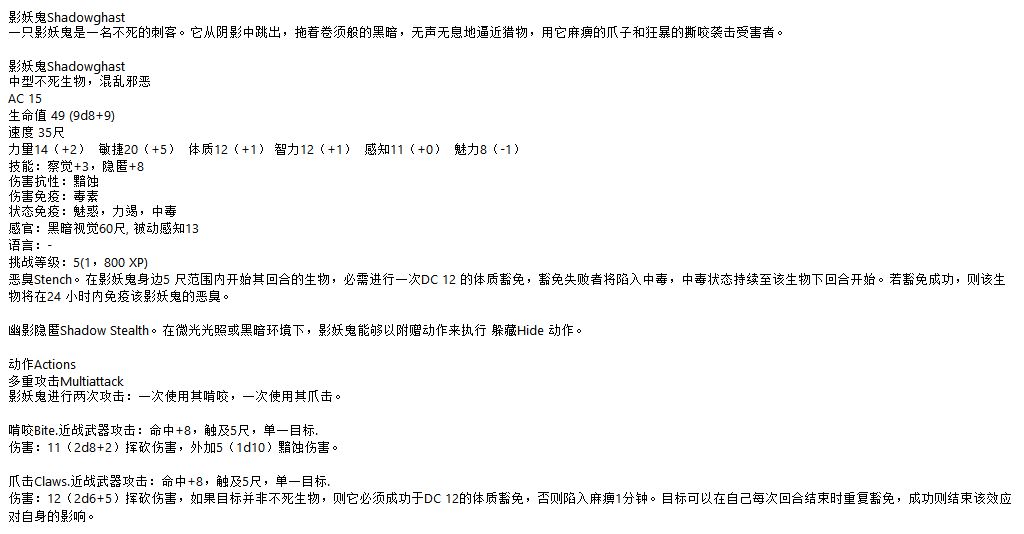 影妖鬼Shadowghast
一只影妖鬼是一名不死的刺客。它从阴影中跳出，拖着卷须般的黑暗，无声无息地逼近猎物，用它麻痹的爪子和狂暴的撕咬袭击受害者。
影妖鬼Shadowghast
中型不死生物，混乱邪恶
AC 15
生命值 49 (9d8+9)
速度 35尺
力量14（+2） 敏捷20（+5） 体质12（+1） 智力12（+1） 感知11（+0） 魅力8（-1）
技能：察觉+3，隐匿+8
伤害抗性：黯蚀
伤害免疫：毒素
状态免疫：魅惑，力竭，中毒
感官：黑暗视觉60尺, 被动感知13
语言：-
挑战等级：5(1，800 XP)
恶臭Stench。在影妖鬼身边5 尺范围内开始其回合的生物，必需进行一次DC 12 的体质豁免，豁免失败者将陷入中毒，中毒状态持续至该生物下回合开始。若豁免成功，则该生
物将在24 小时内免疫该影妖鬼的恶臭。
幽影隐匿Shadow Stealth。在微光光照或黑暗环境下，影妖鬼能够以附赠动作来执行 躲藏Hide 动作。
动作Actions
多重攻击Multiattack
影妖鬼进行两次攻击：一次使用其啃咬，一次使用其爪击。
啃咬Bite.近战武器攻击：命中+8，触及5尺，单一目标.
伤害：11（2d8+2）挥砍伤害，外加5（1d10）黯蚀伤害。
爪击Claws.近战武器攻击：命中+8，触及5尺，单一目标.
伤害：12（2d6+5）挥砍伤害，如果目标并非不死生物，则它必须成功于DC 12的体质豁免，否则陷入麻痹1分钟。目标可以在自己每次回合结束时重复豁免，成功则结束该效应
对自身的影响。